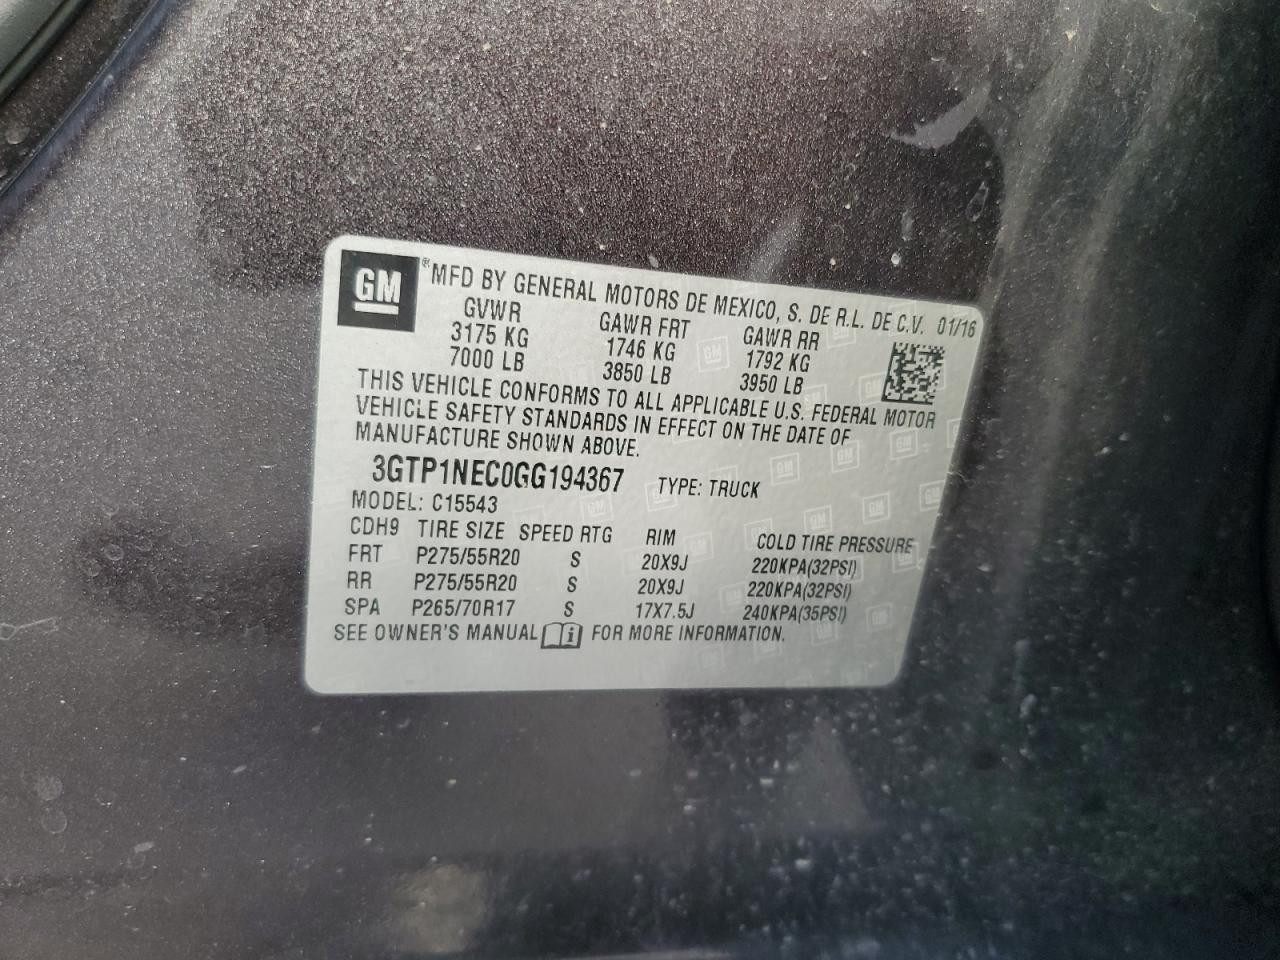 GM ® MFD BY GENERAL MOTORS DE MEXICO, S. DE R.L. DE C.V. 01/16
GVWR GAWR FRT GAWR RR
3175 KG 1746 KG 1792 KG
7000 LB 3850 LB 3950 LB
THIS VEHICLE CONFORMS TO ALL APPLICABLE U.S. FEDERAL MOTOR
VEHICLE SAFETY STANDARDS IN EFFECT ON THE DATE OF
MANUFACTURE SHOWN ABOVE.
3GTP1NEC0GG194367 TYPE: TRUCK
MODEL: C15543
CDH9 TIRE SIZE SPEED RTG RIM COLD TIRE PRESSURE
FRT P275/55R20 S 20X9J 220KPA(32PSI)
RR P275/55R20 S 20X9J 220KPA(32PSI)
SPA P265/70R17 S 17X7.5J 240KPA(35PSI)
SEE OWNER'S MANUAL i FOR MORE INFORMATION.